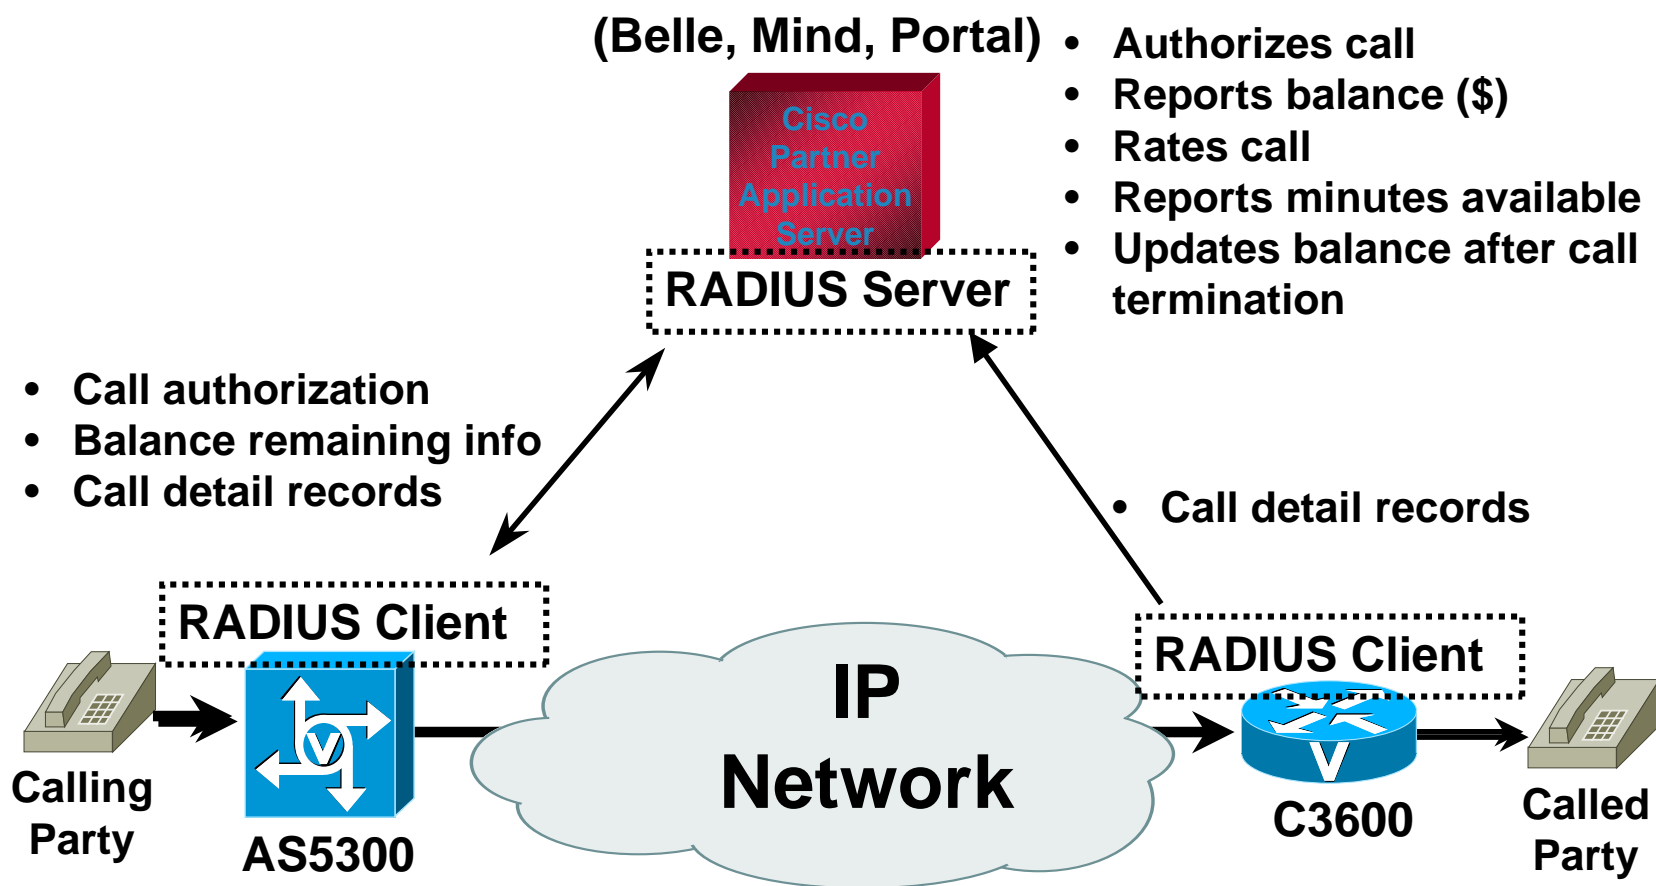 (Belle, Mind, Portal)
Cisco
Partner
Application
Server
RADIUS Server
• Authorizes call
• Reports balance ($)
• Rates call
• Reports minutes available
• Updates balance after call
termination
• Call authorization
• Balance remaining info
• Call detail records
• Call detail records
RADIUS Client
Calling
Party
V
AS5300
IP
Network
RADIUS Client
V
C3600
Called
Party